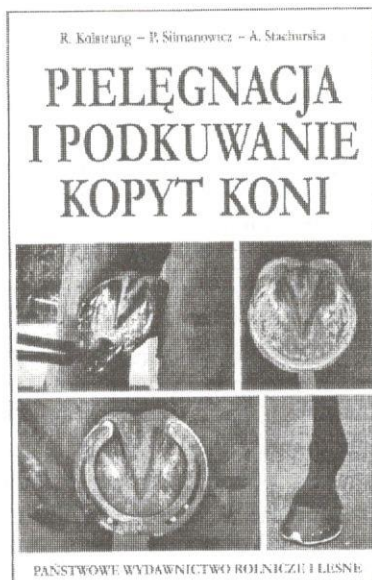 R. Kolstrung – P. Silmanowicz – A. Stachurska
PIELĘGNACJA
I PODKUWANIE
KOPYT KONI
PAŃSTWOWE WYDAWNICTWO ROLNICZE I LEŚNE